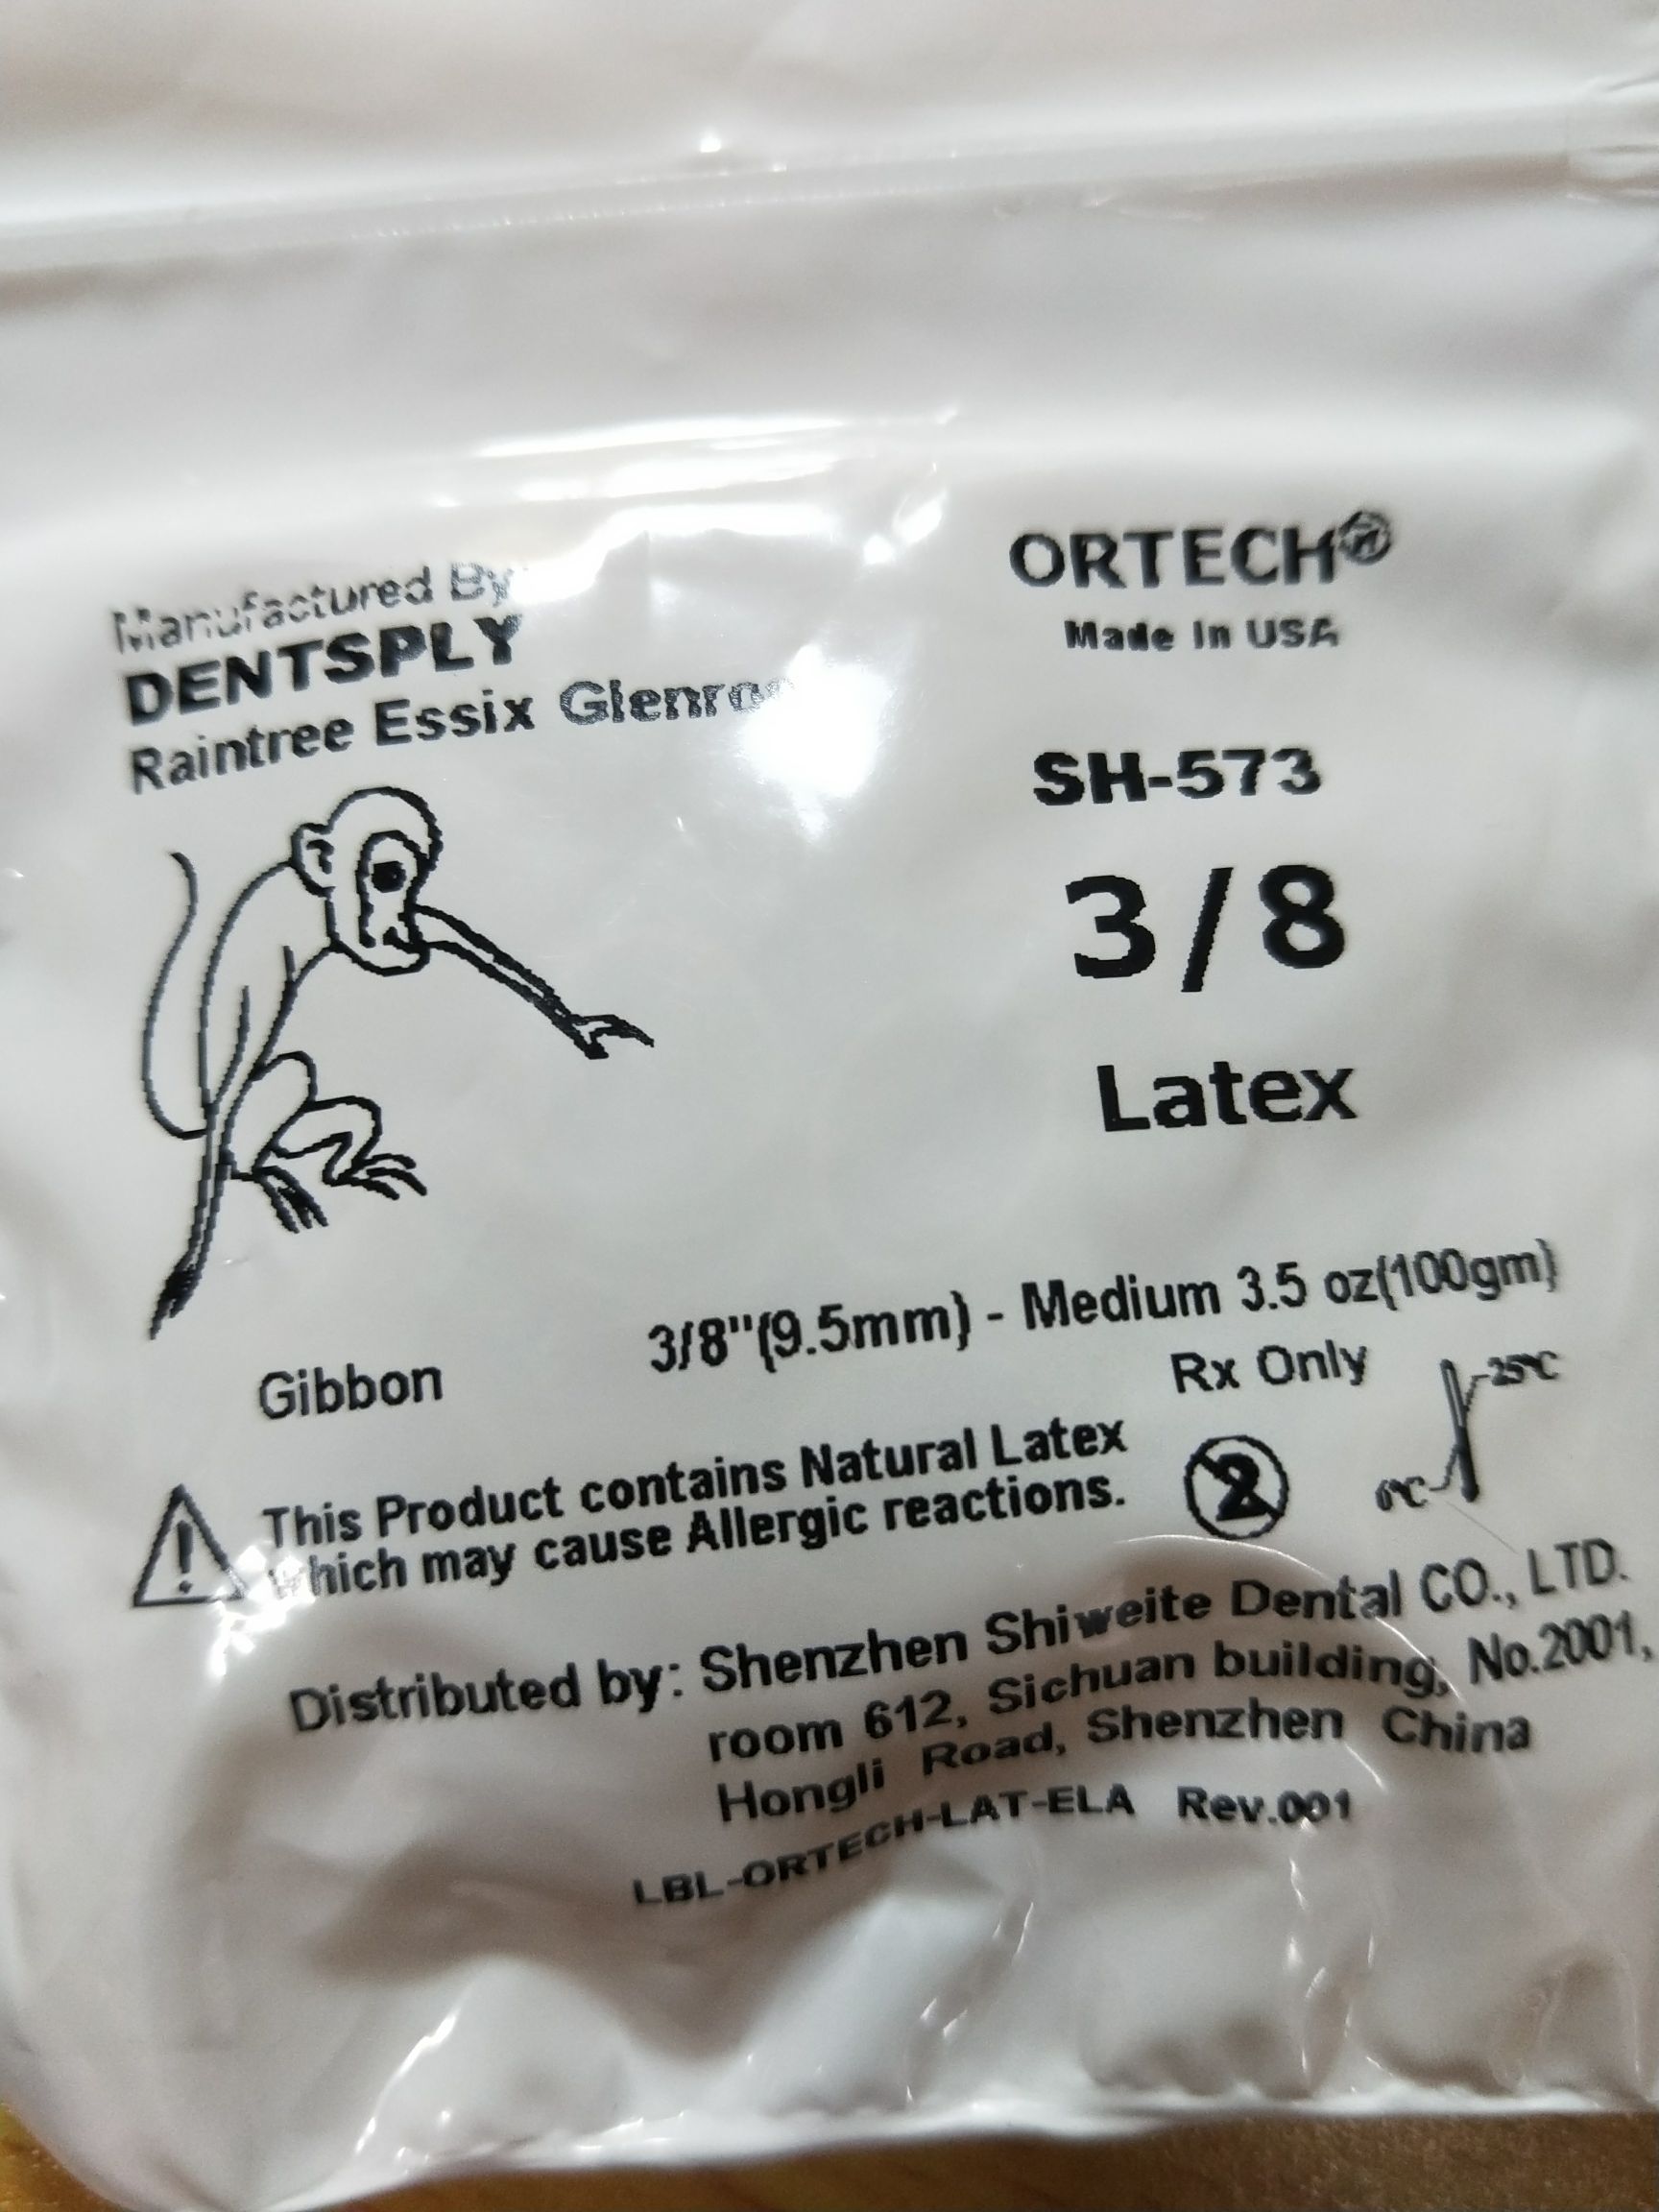 Manufactured By
DENTSPLY
Raintree Essix
ORTECH®
Made In USA
SH-573
3/8
Latex
Gibbon
3/8"(9.5mm) - Medium 3.5 oz(100gm)
Rx Only
25°C
0°C
2
This Product contains Natural Latex
which may cause Allergic reactions.
Distributed by: Shenzhen Shiweite Dental CO., LTD.
room 612, Sichuan building, No.2001,
Hongli Road, Shenzhen China
LBL-ORTECH-LAT-ELA Rev.001